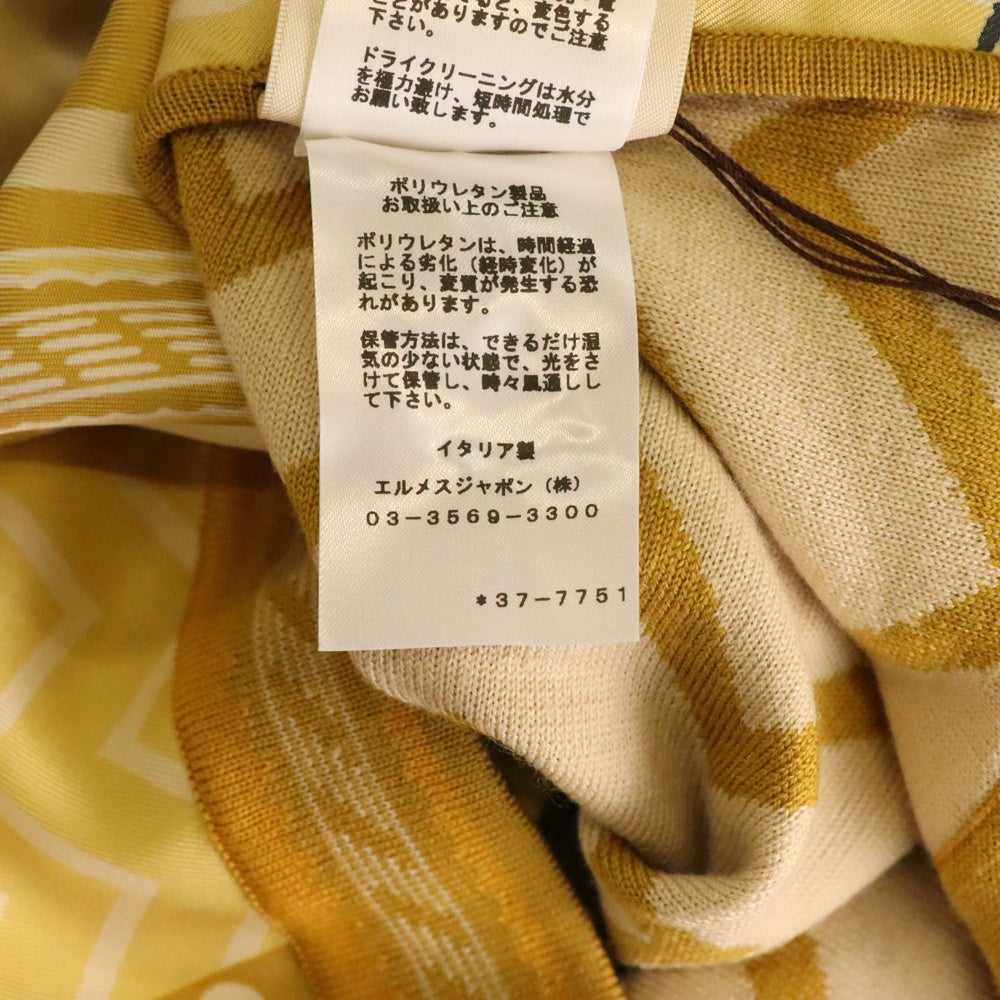 すると、変色する
ことがありますのでご注意
下さい。
ドライクリーニングは水分
を極力避け、短時間処理で
お願い致します。
ポリウレタン製品
お取扱い上のご注意
ポリウレタンは、時間経過
による劣化（経時変化）が
起こり、変質が発生する恐
れがあります。
保管方法は、できるだけ湿
気の少ない状態で、光をさ
けて保管し、時々風通しし
て下さい。
イタリア製
エルメスジャポン（株）
03-3569-3300
*37-7751